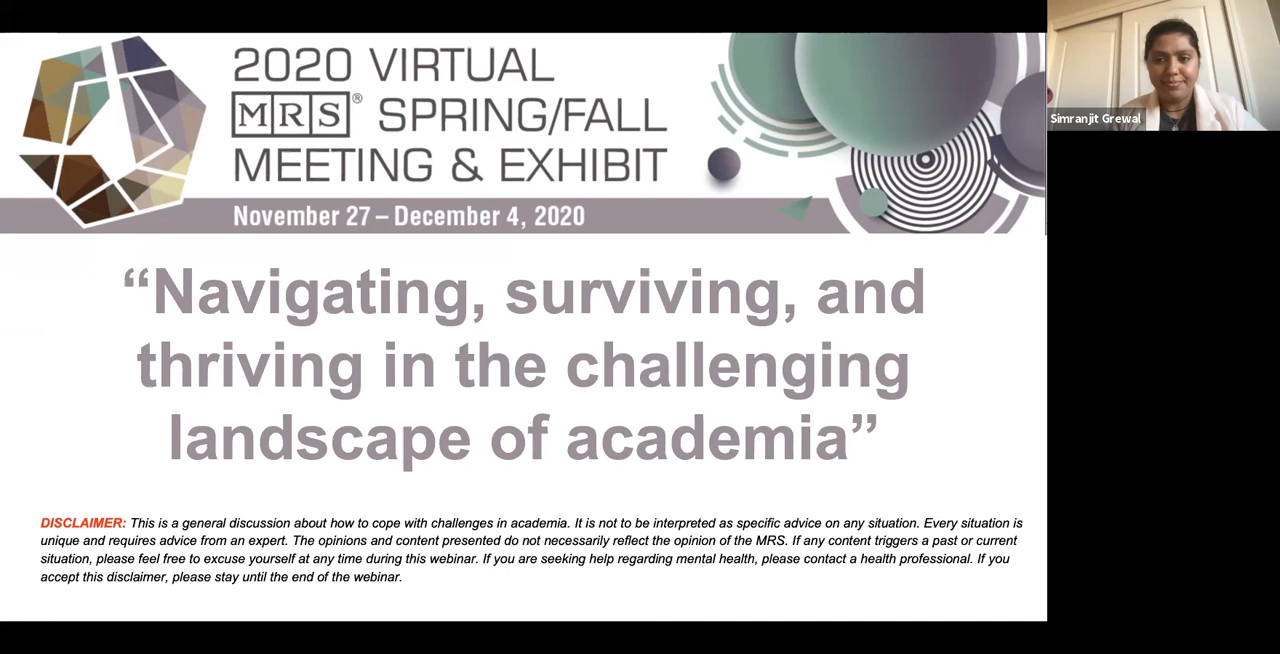 2020 VIRTUAL
MRS® SPRING/FALL
MEETING & EXHIBIT
November 27 – December 4, 2020
Simranjit Grewal
“Navigating, surviving, and
thriving in the challenging
landscape of academia”
DISCLAIMER: This is a general discussion about how to cope with challenges in academia. It is not to be interpreted as specific advice on any situation. Every situation is
unique and requires advice from an expert. The opinions and content presented do not necessarily reflect the opinion of the MRS. If any content triggers a past or current
situation, please feel free to excuse yourself at any time during this webinar. If you are seeking help regarding mental health, please contact a health professional. If you
accept this disclaimer, please stay until the end of the webinar.